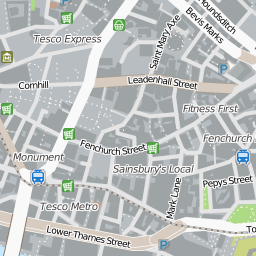 Houndsditch
Bevis Marks
Saint Mary Axe
Tesco Express
Cornhill
Leadenhall Street
Fitness First
Fenchurch
Fenchurch Street
Monument
Sainsbury's Local
Pepys Street
Mark Lane
Tesco Metro
Lower Thames Street
To
P
P
P